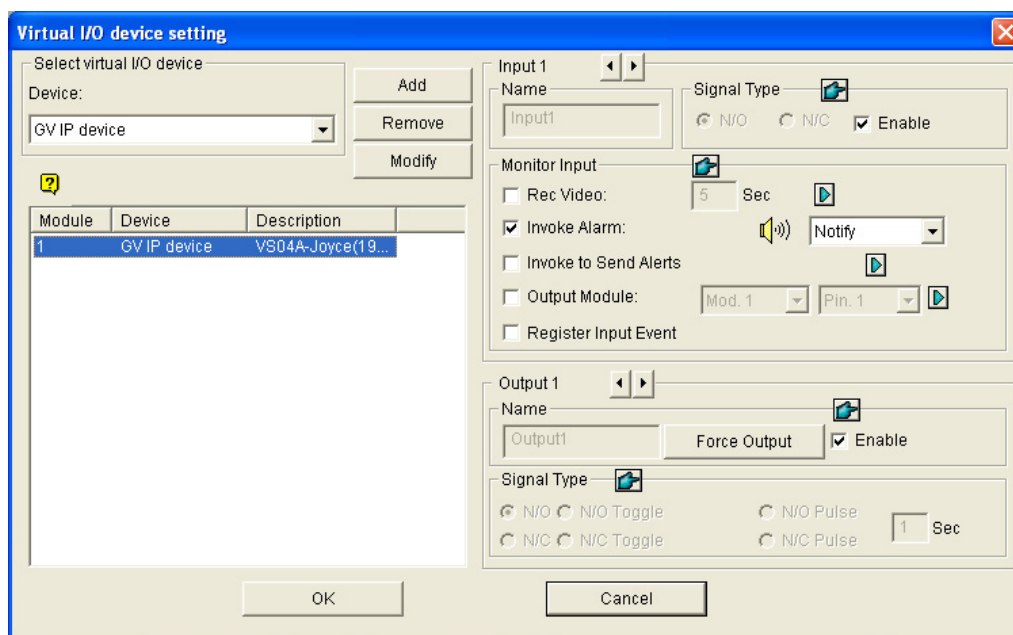 Virtual I/O device setting
Select virtual I/O device
Device:
GV IP device
Add
Remove
Modify
?
Module Device Description
1 GV IP device VS04A-Joyce(19...
Input 1
Name
Input1
Signal Type
N/O N/C Enable
Monitor Input
Rec Video: 5 Sec
Invoke Alarm: Notify
Invoke to Send Alerts
Output Module: Mod. 1 Pin. 1
Register Input Event
Output 1
Name
Output1 Force Output Enable
Signal Type
N/O N/O Toggle N/O Pulse
N/C N/C Toggle N/C Pulse
1 Sec
OK Cancel